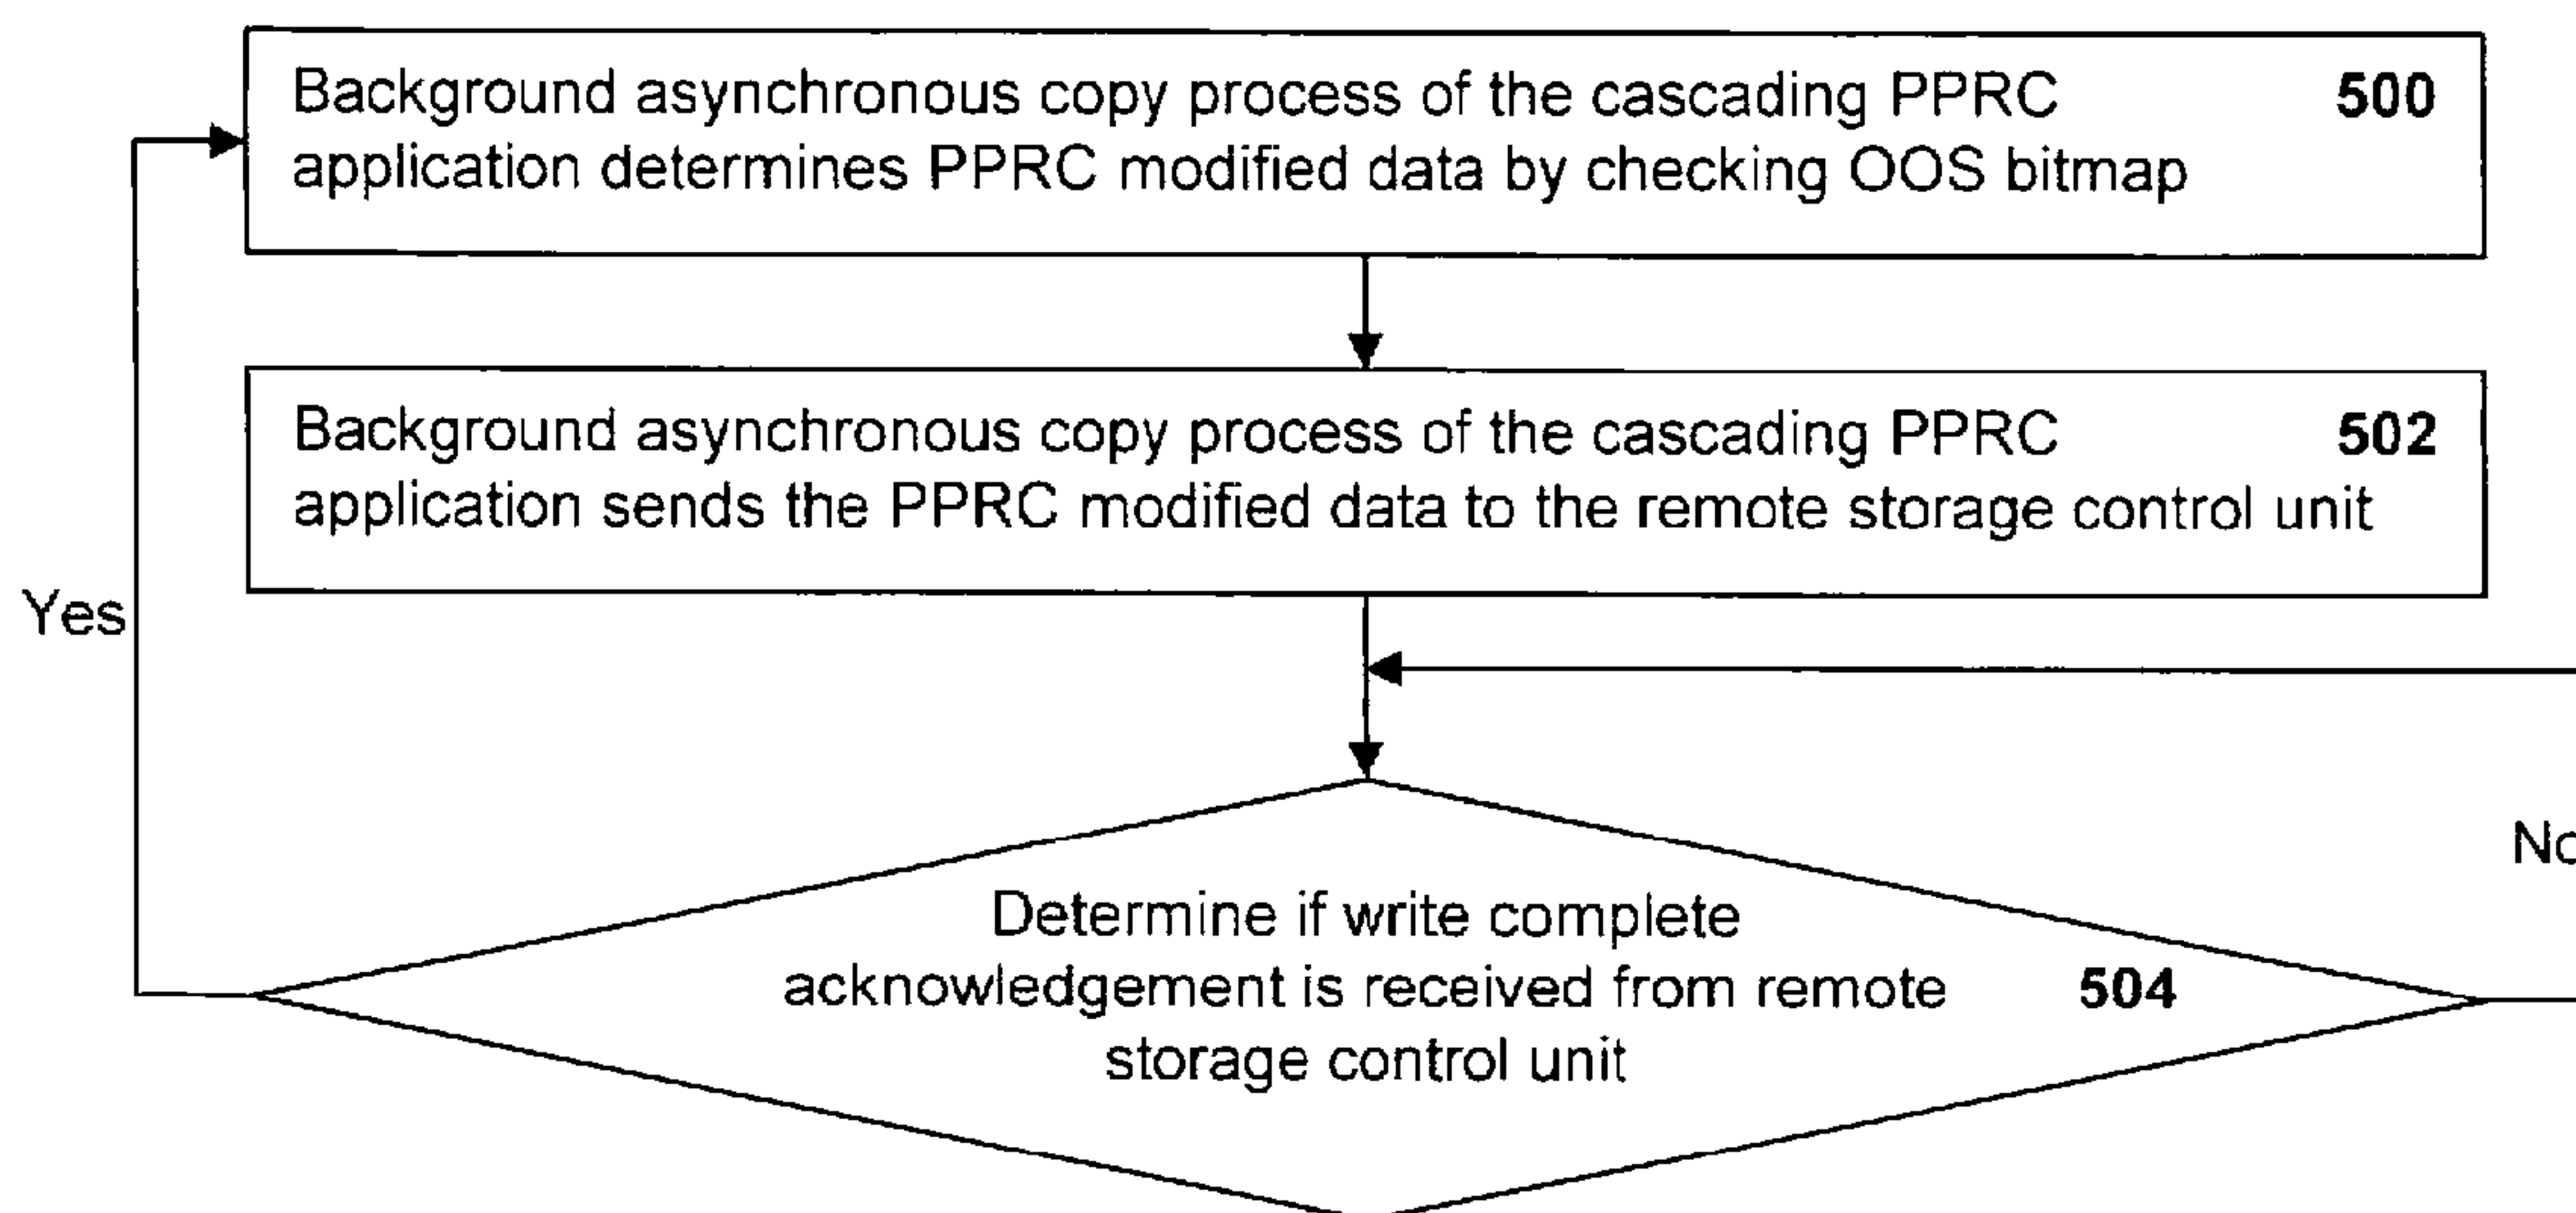 Background asynchronous copy process of the cascading PPRC 500
application determines PPRC modified data by checking OOS bitmap
Background asynchronous copy process of the cascading PPRC 502
application sends the PPRC modified data to the remote storage control unit
Yes
No
Determine if write complete
acknowledgement is received from remote 504
storage control unit